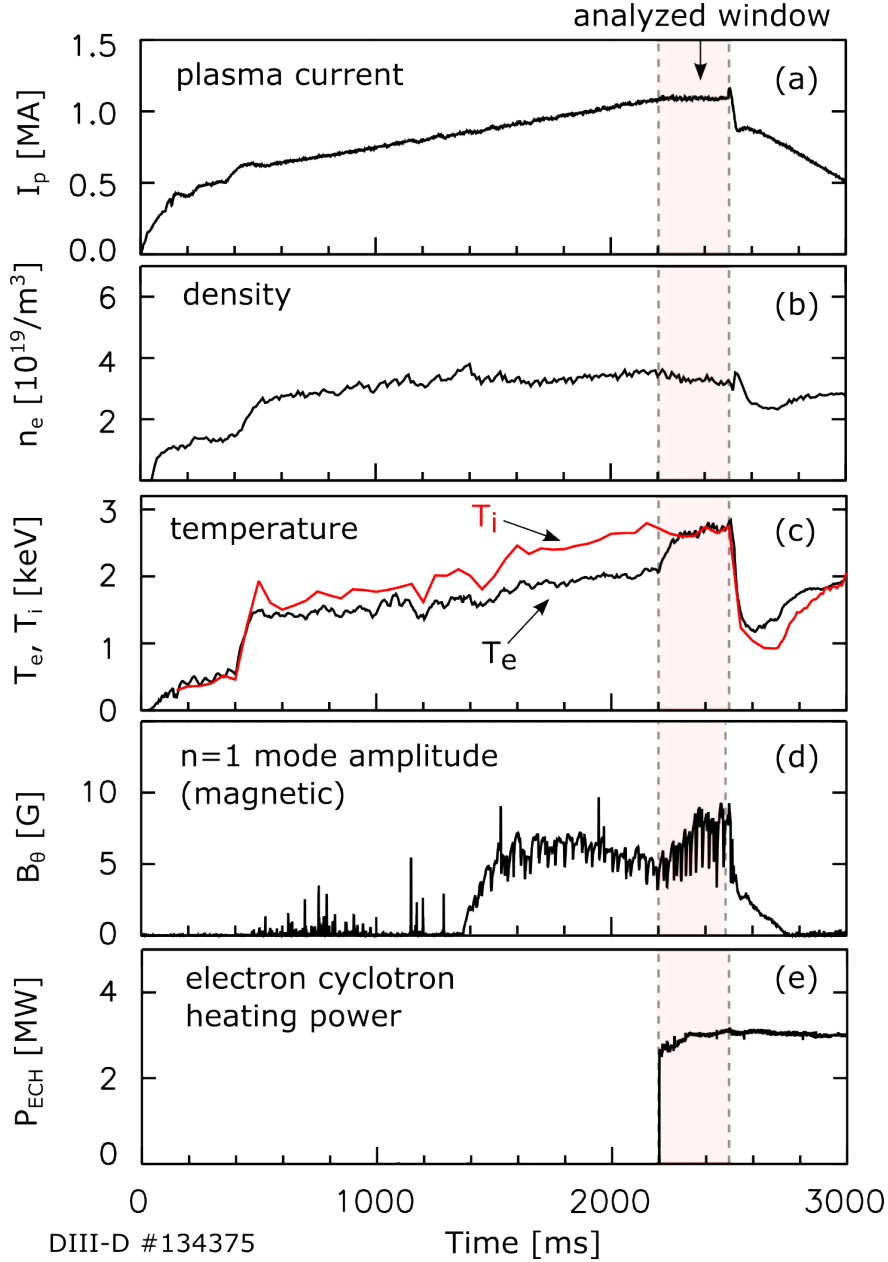 analyzed window
1.5
plasma current
(a)
1.0
I_p [MA]
0.5
0.0
6
density
(b)
n_e [10^19/m^3]
4
2
3
temperature
T_i
(c)
T_e, T_i [keV]
2
1
T_e
0
n=1 mode amplitude
(d)
(magnetic)
10
B_θ [G]
5
0
electron cyclotron
(e)
heating power
4
P_ECH [MW]
2
0
0 1000 2000 3000
DIII-D #134375
Time [ms]